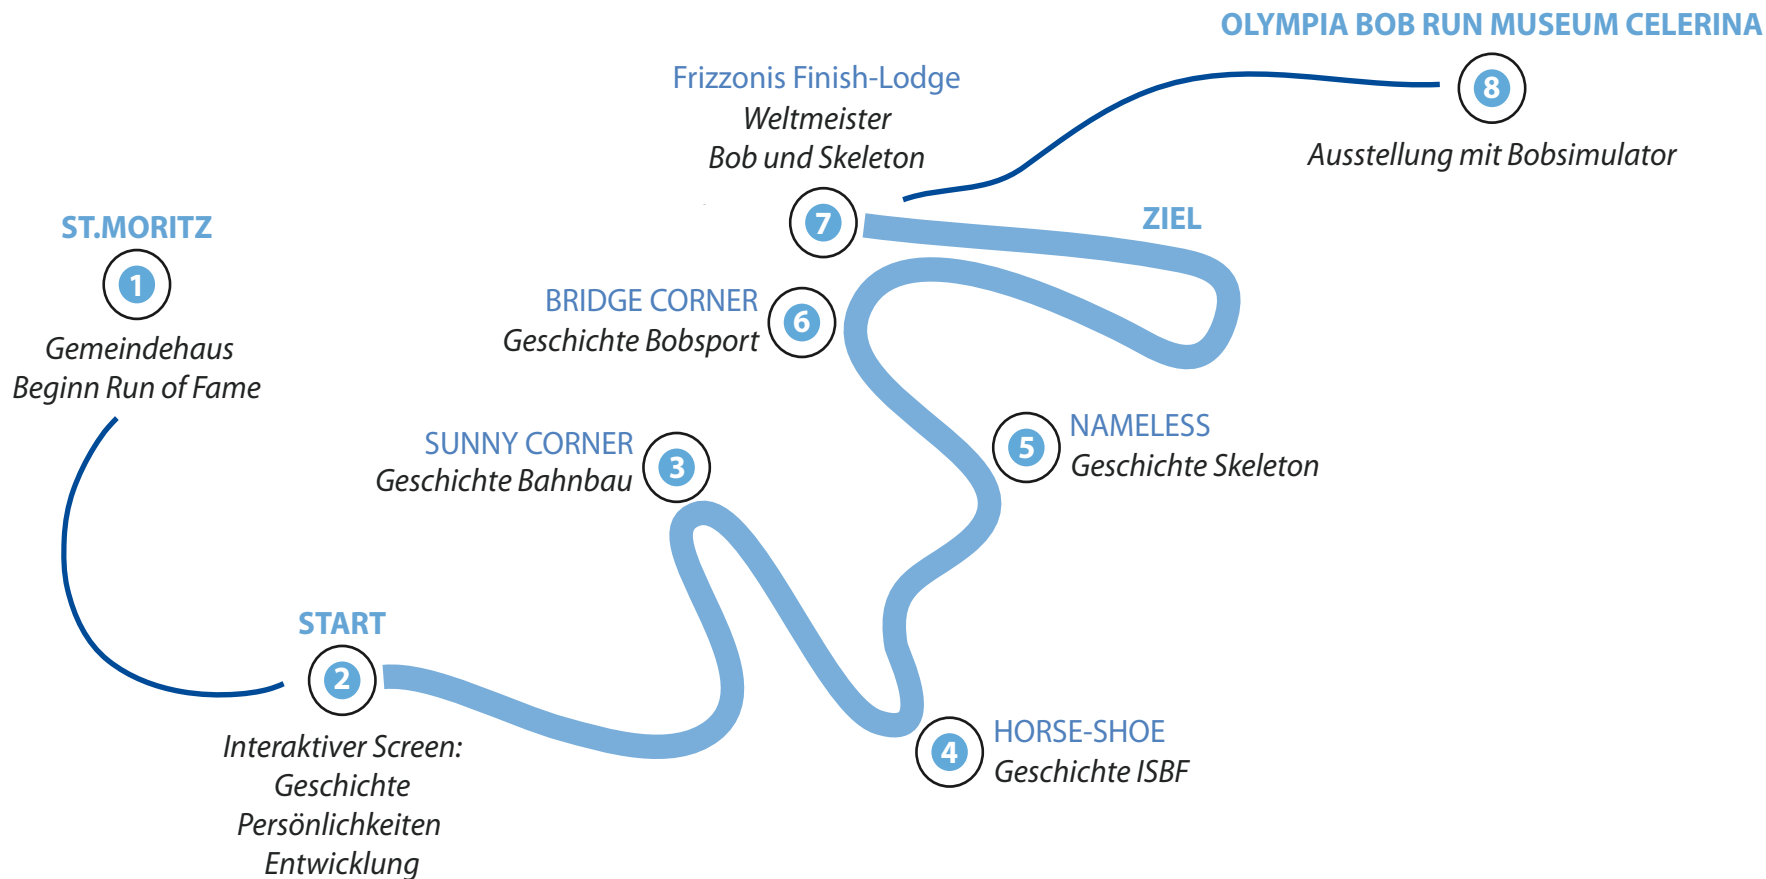 ST.MORITZ
1
Gemeindehaus
Beginn Run of Fame
START
2
Interaktiver Screen:
Geschichte
Persönlichkeiten
Entwicklung
SUNNY CORNER
Geschichte Bahnbau
3
4
HORSE-SHOE
Geschichte ISBF
5
NAMELESS
Geschichte Skeleton
BRIDGE CORNER
Geschichte Bobsport
6
Frizzonis Finish-Lodge
Weltmeister
Bob und Skeleton
7
ZIEL
OLYMPIA BOB RUN MUSEUM CELERINA
8
Ausstellung mit Bobsimulator